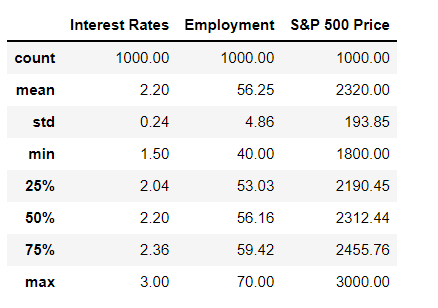 Interest Rates Employment S&P 500 Price
count 1000.00 1000.00 1000.00
mean 2.20 56.25 2320.00
std 0.24 4.86 193.85
min 1.50 40.00 1800.00
25% 2.04 53.03 2190.45
50% 2.20 56.16 2312.44
75% 2.36 59.42 2455.76
max 3.00 70.00 3000.00